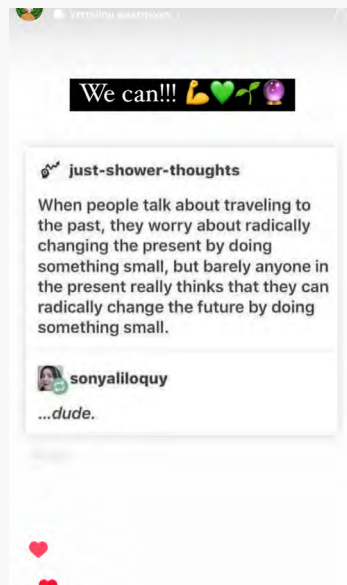 We can!!! 💪💚🌱🔮
just-shower-thoughts
When people talk about traveling to
the past, they worry about radically
changing the present by doing
something small, but barely anyone in
the present really thinks that they can
radically change the future by doing
something small.
sonyaliloquy
...dude.